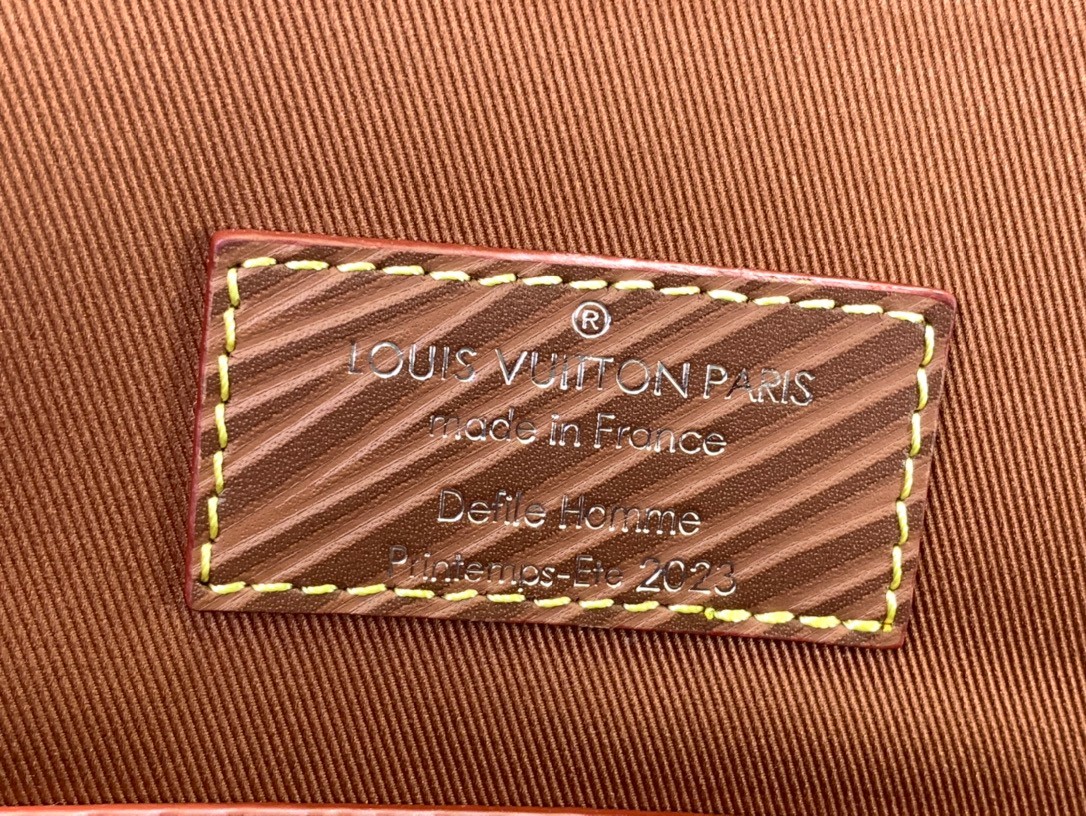 ®
LOUIS VUITTON PARIS
made in France
Defile Homme
Printemps-Ete 2023